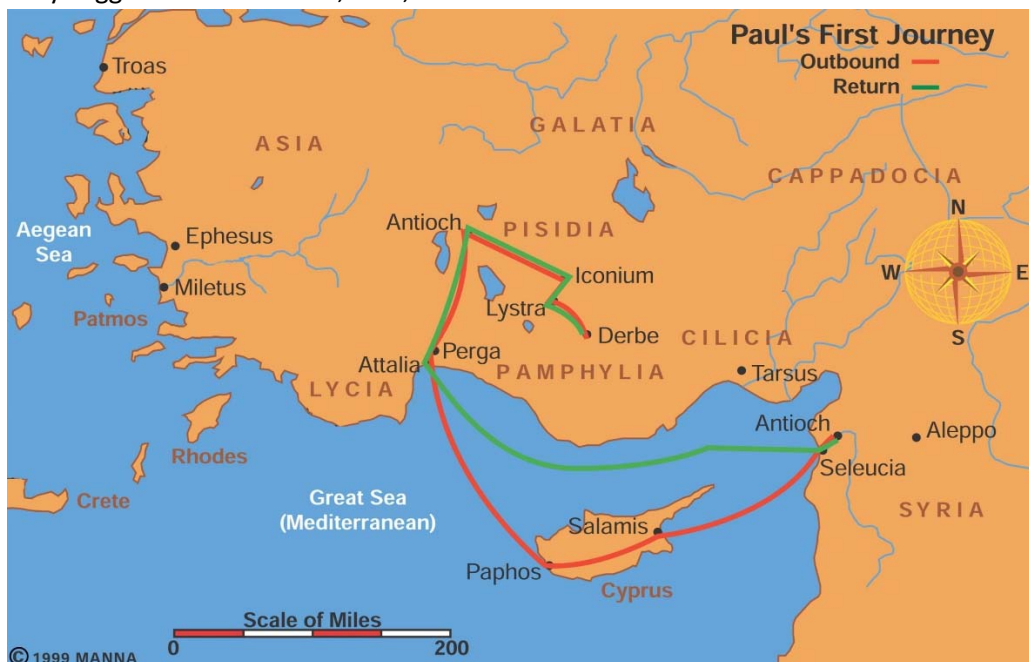 Paul's First Journey
Outbound
Return
Troas
ASIA
GALATIA
CAPPADOCIA
N
W
E
S
Aegean
Sea
Ephesus
Miletus
Patmos
Antioch
PISIDIA
Iconium
Lystra
Derbe
CILICIA
Tarsus
Perga
Attalia
PAMPHYLIA
LYCIA
Antioch
Aleppo
Seleucia
SYRIA
Rhodes
Crete
Great Sea
(Mediterranean)
Salamis
Paphos
Cyprus
Scale of Miles
0
200
© 1999 MANNA